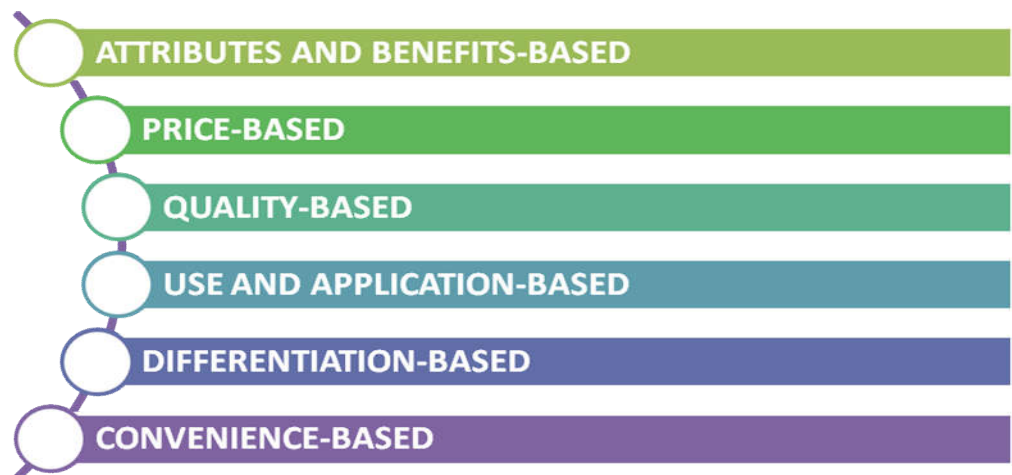 ATTRIBUTES AND BENEFITS-BASED
PRICE-BASED
QUALITY-BASED
USE AND APPLICATION-BASED
DIFFERENTIATION-BASED
CONVENIENCE-BASED